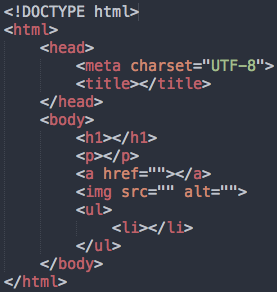 <!DOCTYPE html>
<html>
    <head>
        <meta charset="UTF-8">
        <title></title>
    </head>
    <body>
        <h1></h1>
        <p></p>
        <a href=""></a>
        <img src="" alt="">
        <ul>
            <li></li>
        </ul>
    </body>
</html>